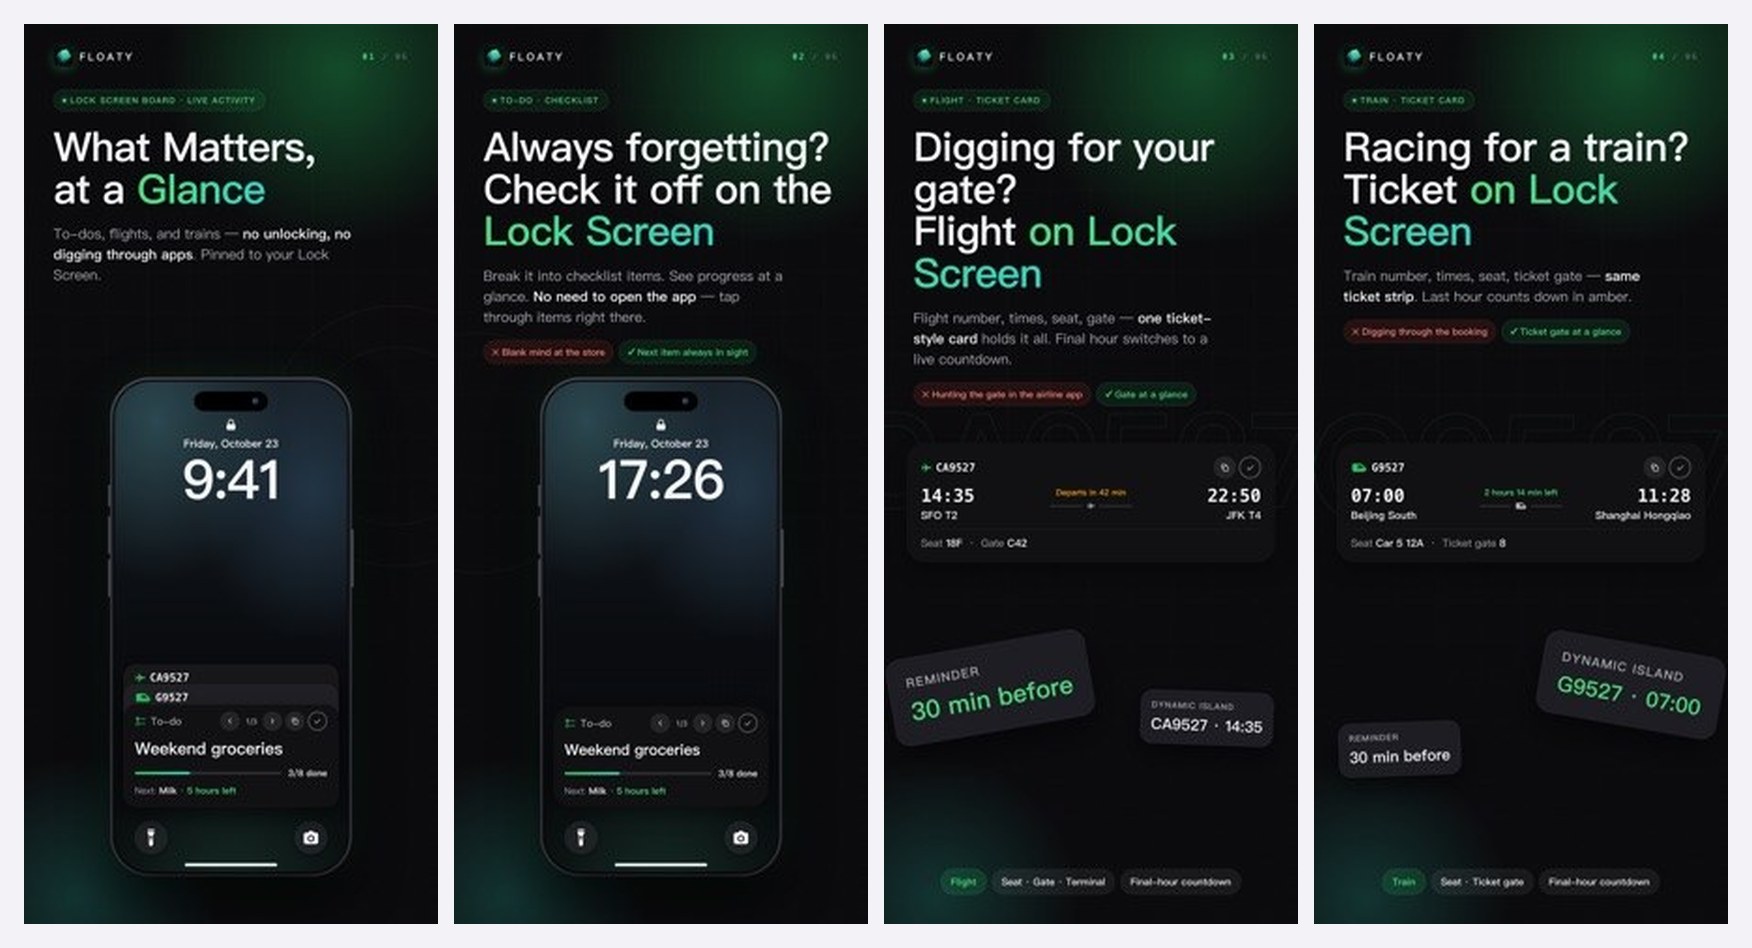 FLOATY
01 / 06
★ LOCK SCREEN BOARD · LIVE ACTIVITY
What Matters,
at a Glance
To-dos, flights, and trains — no unlocking, no
digging through apps. Pinned to your Lock
Screen.
Friday, October 23
9:41
CA9527
G9527
To-do
1/3
Weekend groceries
3/8 done
Next: Milk · 5 hours left
FLOATY
02 / 06
★ TO-DO · CHECKLIST
Always forgetting?
Check it off on the
Lock Screen
Break it into checklist items. See progress at a
glance. No need to open the app — tap
through items right there.
✕ Blank mind at the store
✓ Next item always in sight
Friday, October 23
17:26
To-do
1/3
Weekend groceries
3/8 done
Next: Milk · 5 hours left
FLOATY
03 / 06
★ FLIGHT · TICKET CARD
Digging for your
gate?
Flight on Lock
Screen
Flight number, times, seat, gate — one ticket-
style card holds it all. Final hour switches to a
live countdown.
✕ Hunting the gate in the airline app
✓ Gate at a glance
CA9527
CA9527
14:35
Departs in 42 min
22:50
SFO T2
JFK T4
Seat 18F · Gate C42
REMINDER
30 min before
DYNAMIC ISLAND
CA9527 · 14:35
Flight
Seat · Gate · Terminal
Final-hour countdown
FLOATY
04 / 06
★ TRAIN · TICKET CARD
Racing for a train?
Ticket on Lock
Screen
Train number, times, seat, ticket gate — same
ticket strip. Last hour counts down in amber.
✕ Digging through the booking
✓ Ticket gate at a glance
G9527
G9527
07:00
2 hours 14 min left
11:28
Beijing South
Shanghai Hongqiao
Seat Car 5 12A · Ticket gate 8
DYNAMIC ISLAND
G9527 · 07:00
REMINDER
30 min before
Train
Seat · Ticket gate
Final-hour countdown